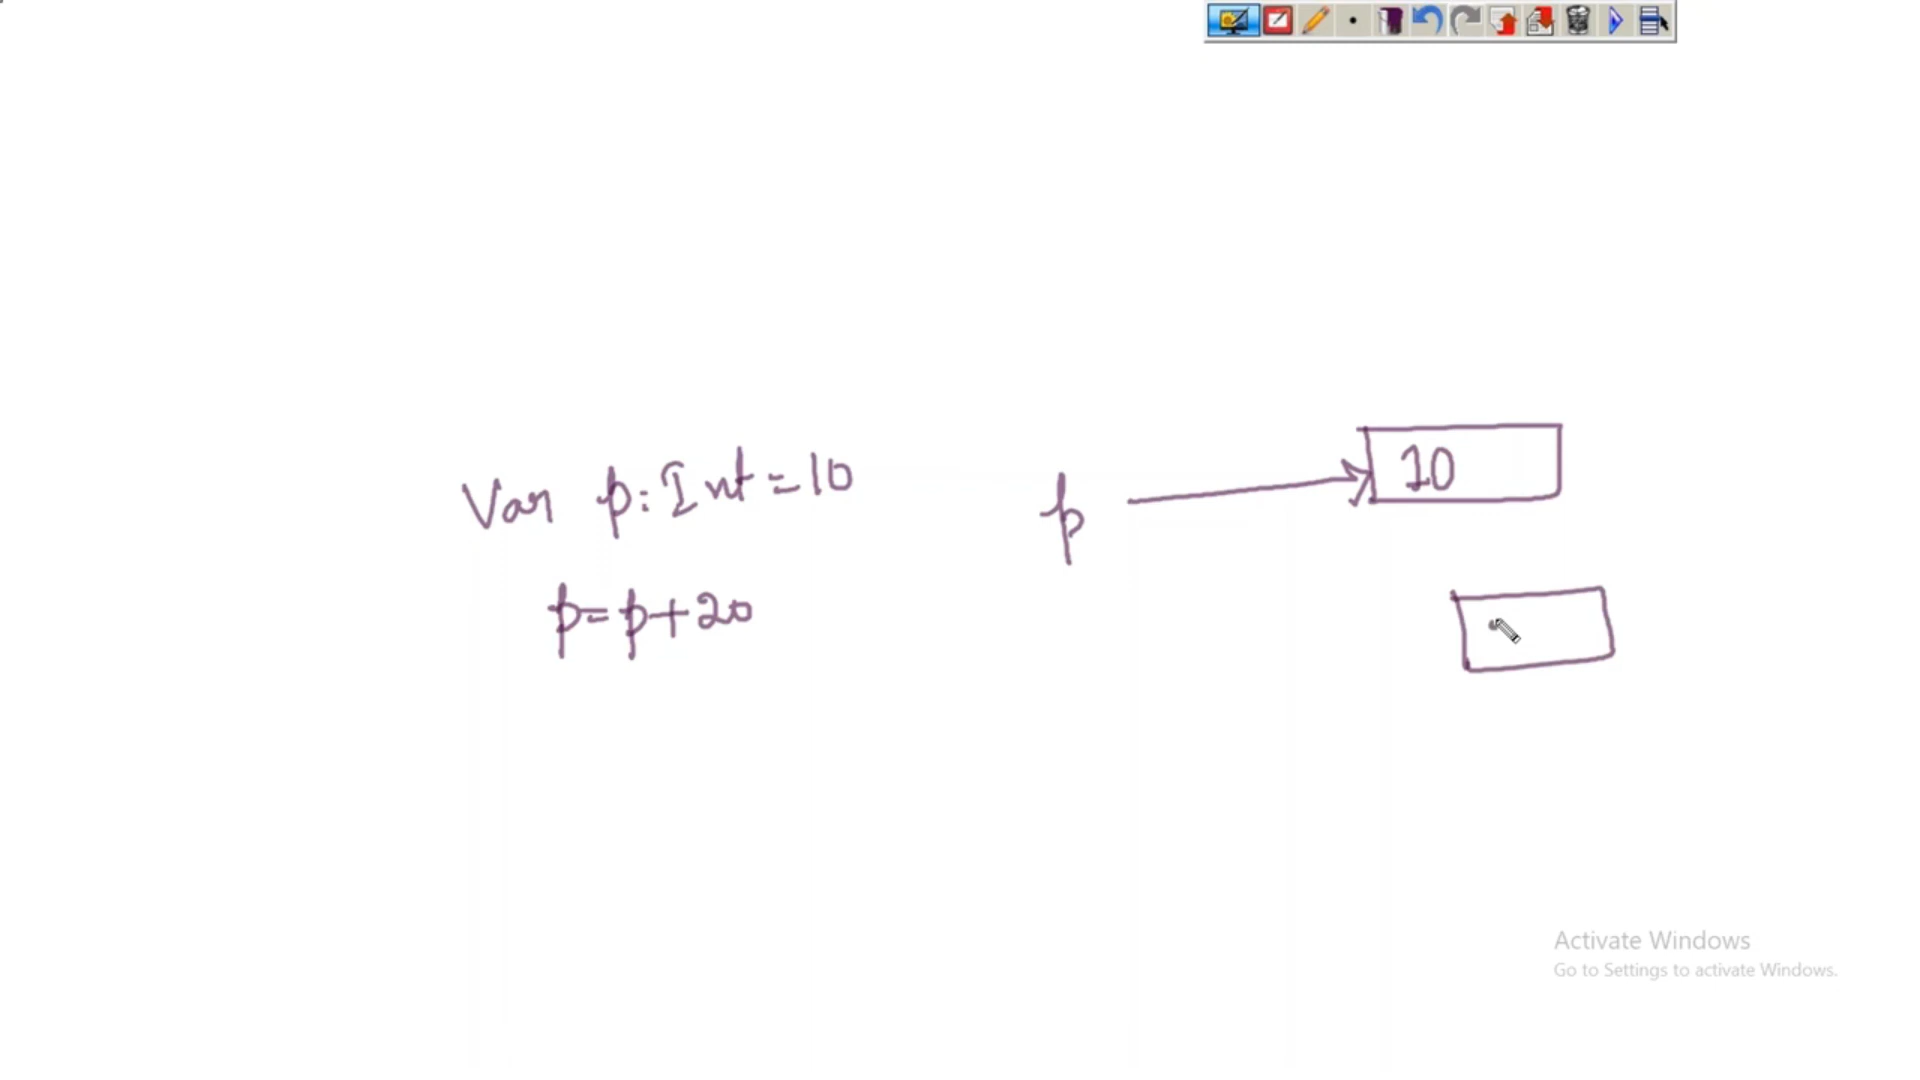 Var p: Int = 10
p = p + 20
p
10
Activate Windows
Go to Settings to activate Windows.